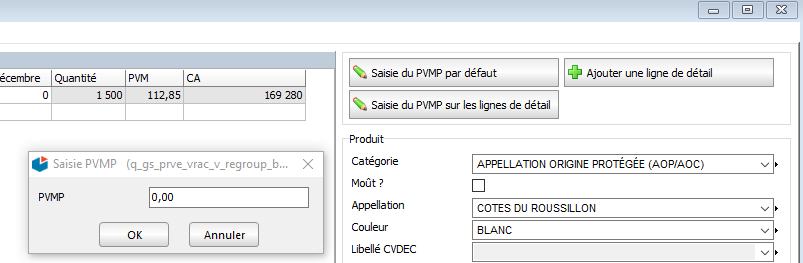 écembre Quantité PVM CA
0 1 500 112,85 169 280
Saisie du PVMP par défaut
Ajouter une ligne de détail
Saisie du PVMP sur les lignes de détail
Produit
Catégorie APPELLATION ORIGINE PROTÉGÉE (AOP/AOC)
Moût ?
Appellation COTES DU ROUSSILLON
Couleur BLANC
Libellé CVDEC
Saisie PVMP (q_gs_prve_vrac_v_regroup_b...
PVMP 0,00
OK Annuler